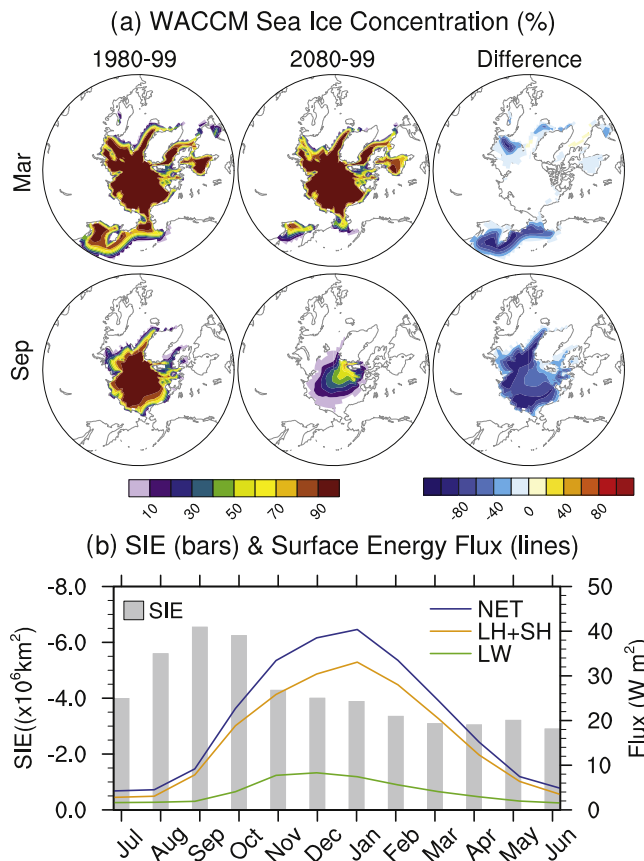 (a) WACCM Sea Ice Concentration (%)
1980-99 2080-99 Difference
Mar
Sep
10 30 50 70 90 -80 -40 0 40 80
(b) SIE (bars) & Surface Energy Flux (lines)
-8.0 50
SIE NET
LH+SH
LW
-6.0 40
30
-4.0
20
-2.0
10
0.0 0
SIE((x10⁶km²)
Flux (W m²)
Jul Aug Sep Oct Nov Dec Jan Feb Mar Apr May Jun